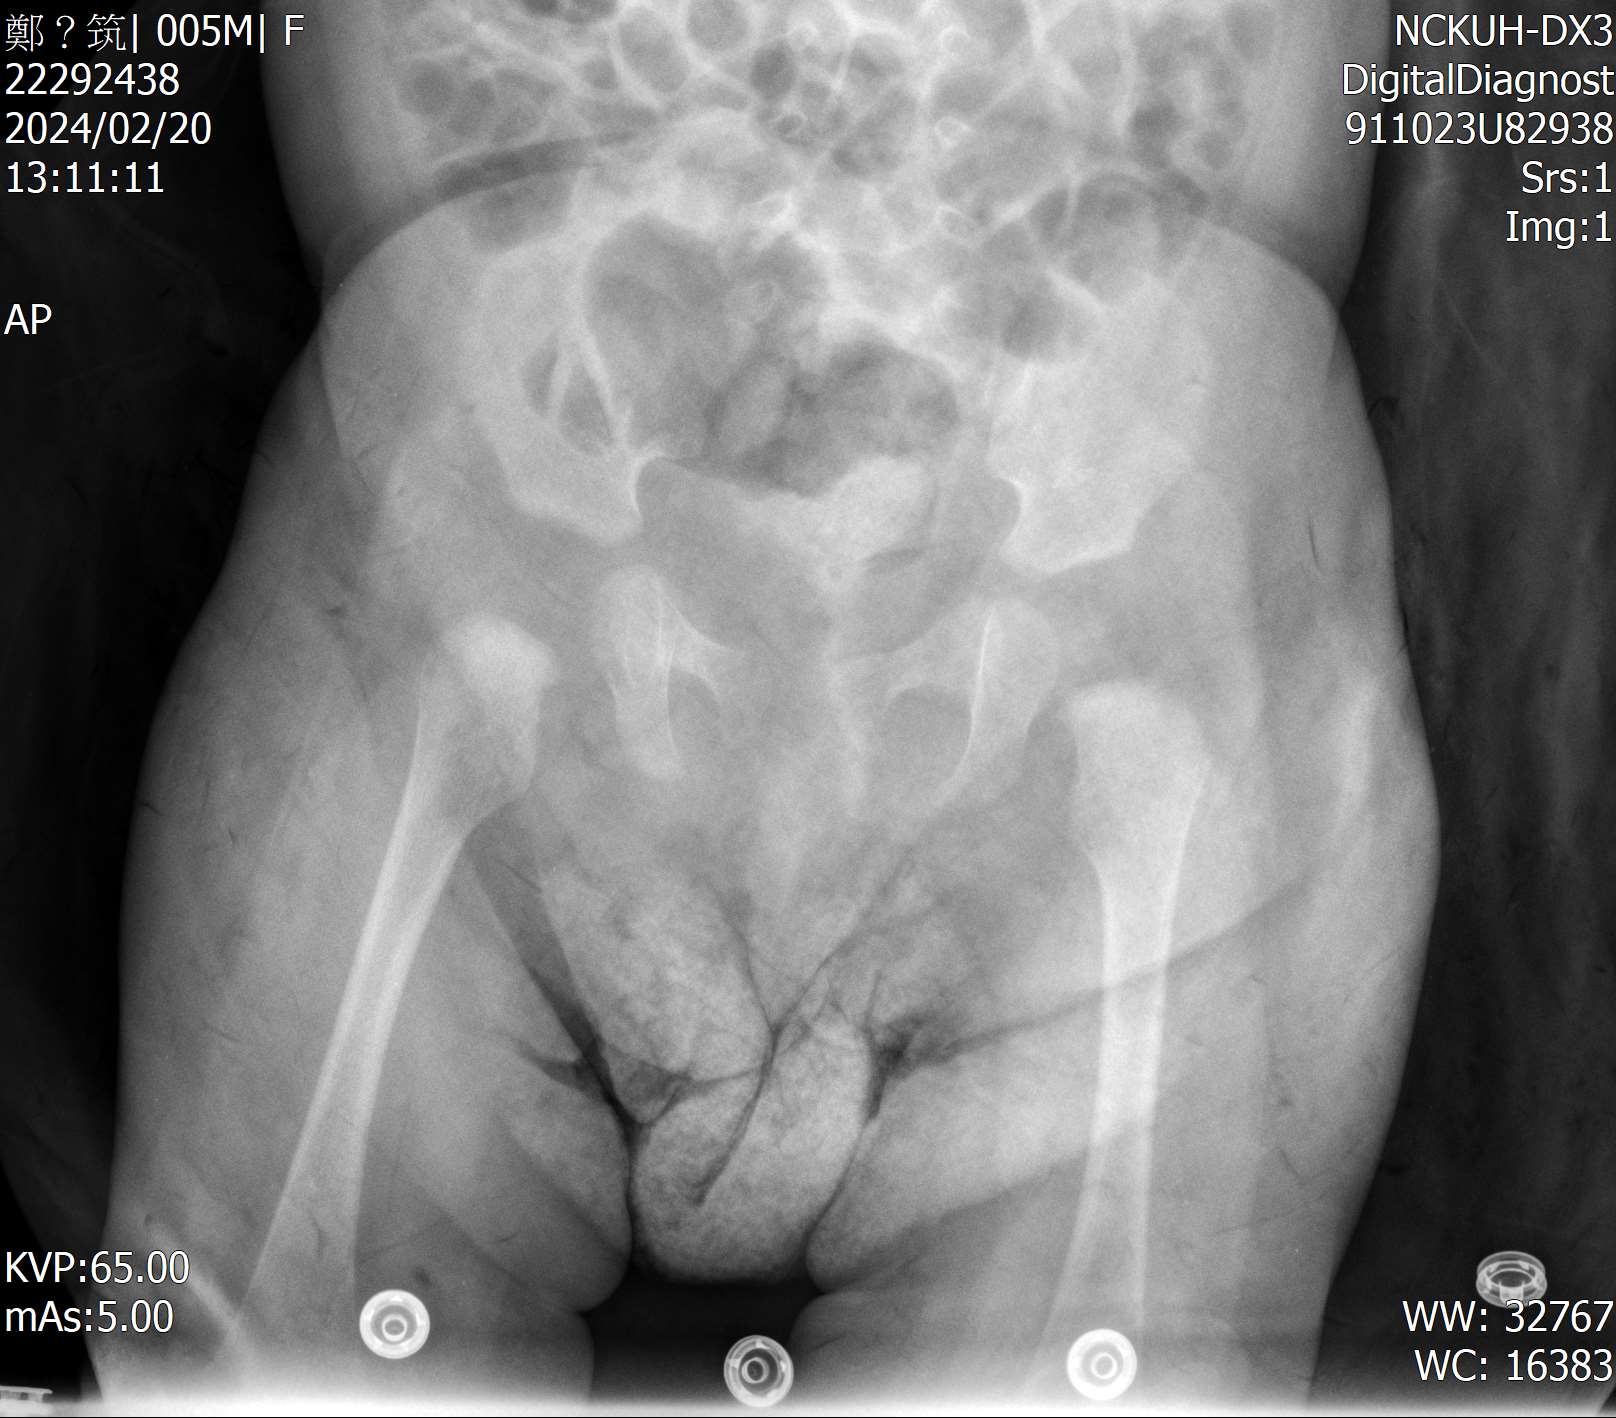 鄭？筑| 005M| F
22292438
2024/02/20
13:11:11
AP
NCKUH-DX3
DigitalDiagnost
911023U82938
Srs:1
Img:1
KVP:65.00
mAs:5.00
WW: 32767
WC: 16383